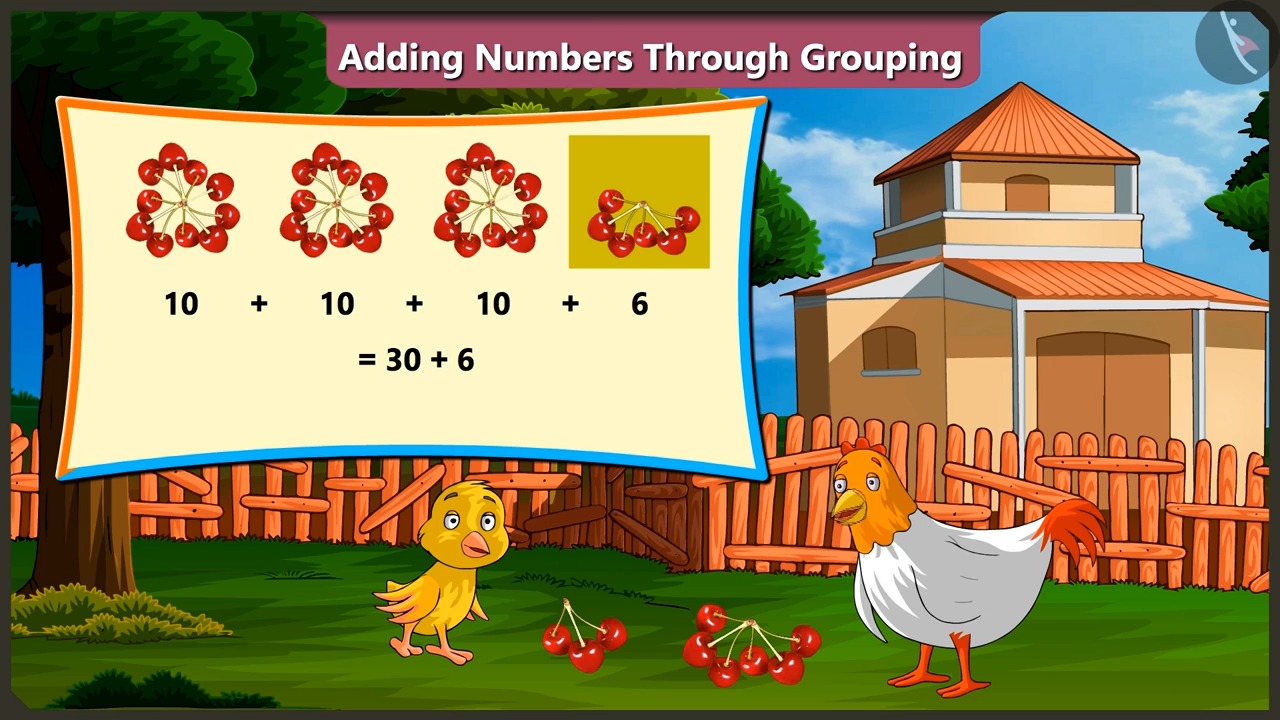 Adding Numbers Through Grouping
10 + 10 + 10 + 6
= 30 + 6